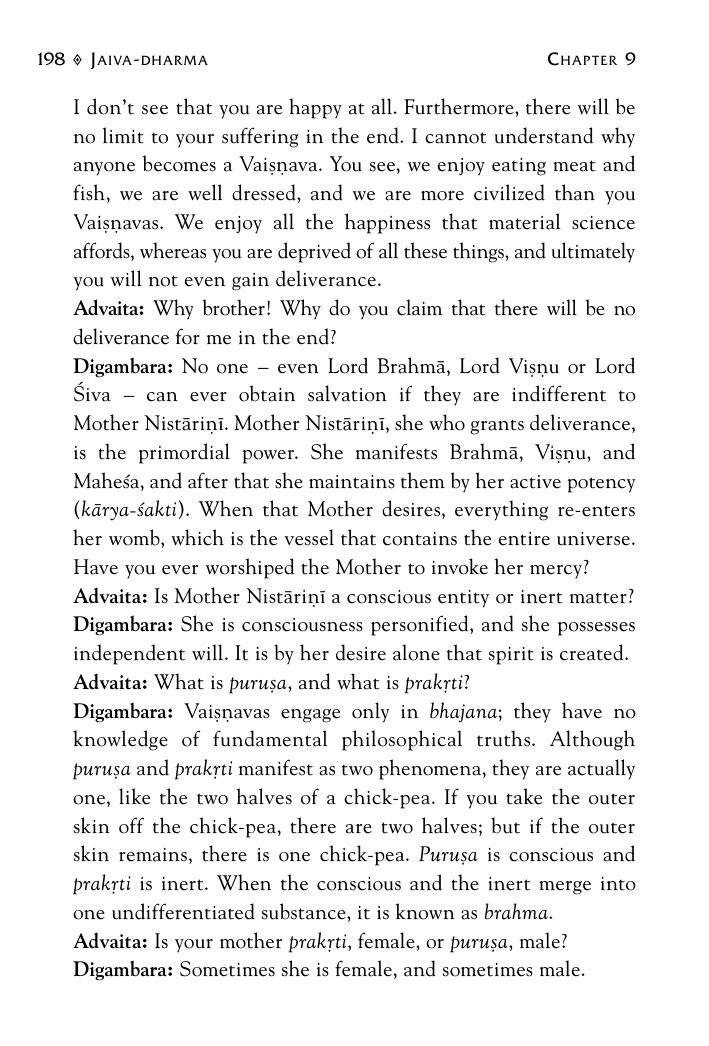 198 ◈ Jaiva-dharma Chapter 9
I don't see that you are happy at all. Furthermore, there will be
no limit to your suffering in the end. I cannot understand why
anyone becomes a Vaiṣṇava. You see, we enjoy eating meat and
fish, we are well dressed, and we are more civilized than you
Vaiṣṇavas. We enjoy all the happiness that material science
affords, whereas you are deprived of all these things, and ultimately
you will not even gain deliverance.
Advaita: Why brother! Why do you claim that there will be no
deliverance for me in the end?
Digambara: No one – even Lord Brahmā, Lord Viṣṇu or Lord
Śiva – can ever obtain salvation if they are indifferent to
Mother Nistāriṇī. Mother Nistāriṇī, she who grants deliverance,
is the primordial power. She manifests Brahmā, Viṣṇu, and
Maheśa, and after that she maintains them by her active potency
(kārya-śakti). When that Mother desires, everything re-enters
her womb, which is the vessel that contains the entire universe.
Have you ever worshiped the Mother to invoke her mercy?
Advaita: Is Mother Nistāriṇī a conscious entity or inert matter?
Digambara: She is consciousness personified, and she possesses
independent will. It is by her desire alone that spirit is created.
Advaita: What is puruṣa, and what is prakṛti?
Digambara: Vaiṣṇavas engage only in bhajana; they have no
knowledge of fundamental philosophical truths. Although
puruṣa and prakṛti manifest as two phenomena, they are actually
one, like the two halves of a chick-pea. If you take the outer
skin off the chick-pea, there are two halves; but if the outer
skin remains, there is one chick-pea. Puruṣa is conscious and
prakṛti is inert. When the conscious and the inert merge into
one undifferentiated substance, it is known as brahma.
Advaita: Is your mother prakṛti, female, or puruṣa, male?
Digambara: Sometimes she is female, and sometimes male.